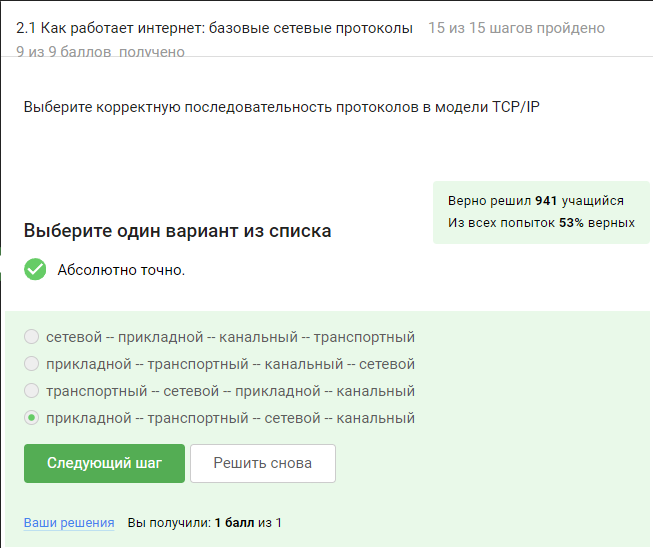 2.1 Как работает интернет: базовые сетевые протоколы 15 из 15 шагов пройдено
9 из 9 баллов получено
Выберите корректную последовательность протоколов в модели TCP/IP
Верно решил 941 учащийся
Из всех попыток 53% верных
Выберите один вариант из списка
Абсолютно точно.
сетевой -- прикладной -- канальный -- транспортный
прикладной -- транспортный -- канальный -- сетевой
транспортный -- сетевой -- прикладной -- канальный
прикладной -- транспортный -- сетевой -- канальный
Следующий шаг Решить снова
Ваши решения Вы получили: 1 балл из 1